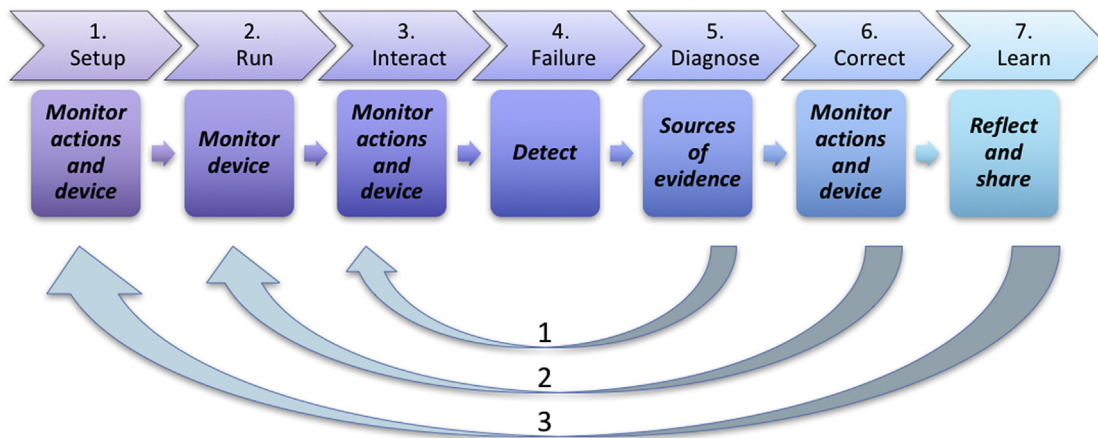 1.
Setup
2.
Run
3.
Interact
4.
Failure
5.
Diagnose
6.
Correct
7.
Learn
Monitor
actions
and
device
Monitor
device
Monitor
actions
and
device
Detect
Sources
of
evidence
Monitor
actions
and
device
Reflect
and
share
1
2
3